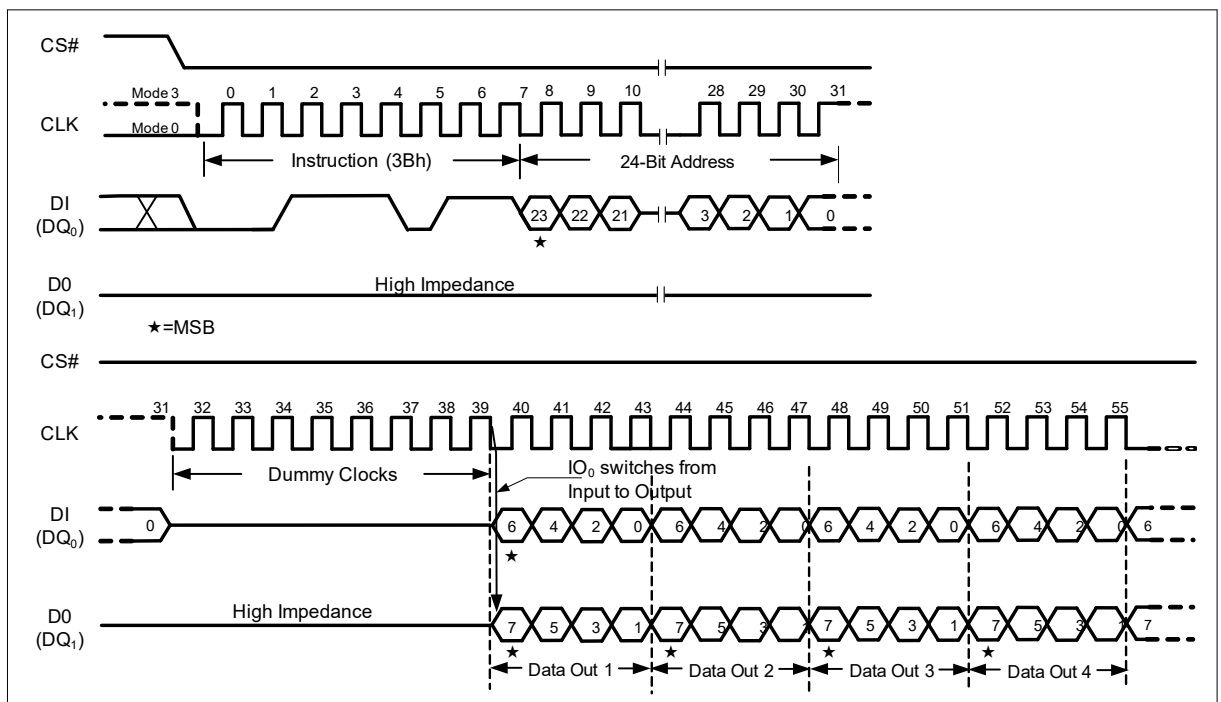 CS#
Mode 3 0 1 2 3 4 5 6 7 8 9 10 28 29 30 31
CLK
Mode 0
Instruction (3Bh) 24-Bit Address
DI
(DQ0)
23 22 21 3 2 1 0
★
D0
(DQ1)
High Impedance
★=MSB
CS#
31 32 33 34 35 36 37 38 39 40 41 42 43 44 45 46 47 48 49 50 51 52 53 54 55
CLK
Dummy Clocks
IO0 switches from
Input to Output
DI
(DQ0)
0 6 4 2 0 6 4 2 0 6 4 2 0 6 4 2 0 6
★
D0
(DQ1)
High Impedance
7 5 3 1 7 5 3 1 7 5 3 1 7 5 3 1 7
★ ★ ★ ★
Data Out 1 Data Out 2 Data Out 3 Data Out 4